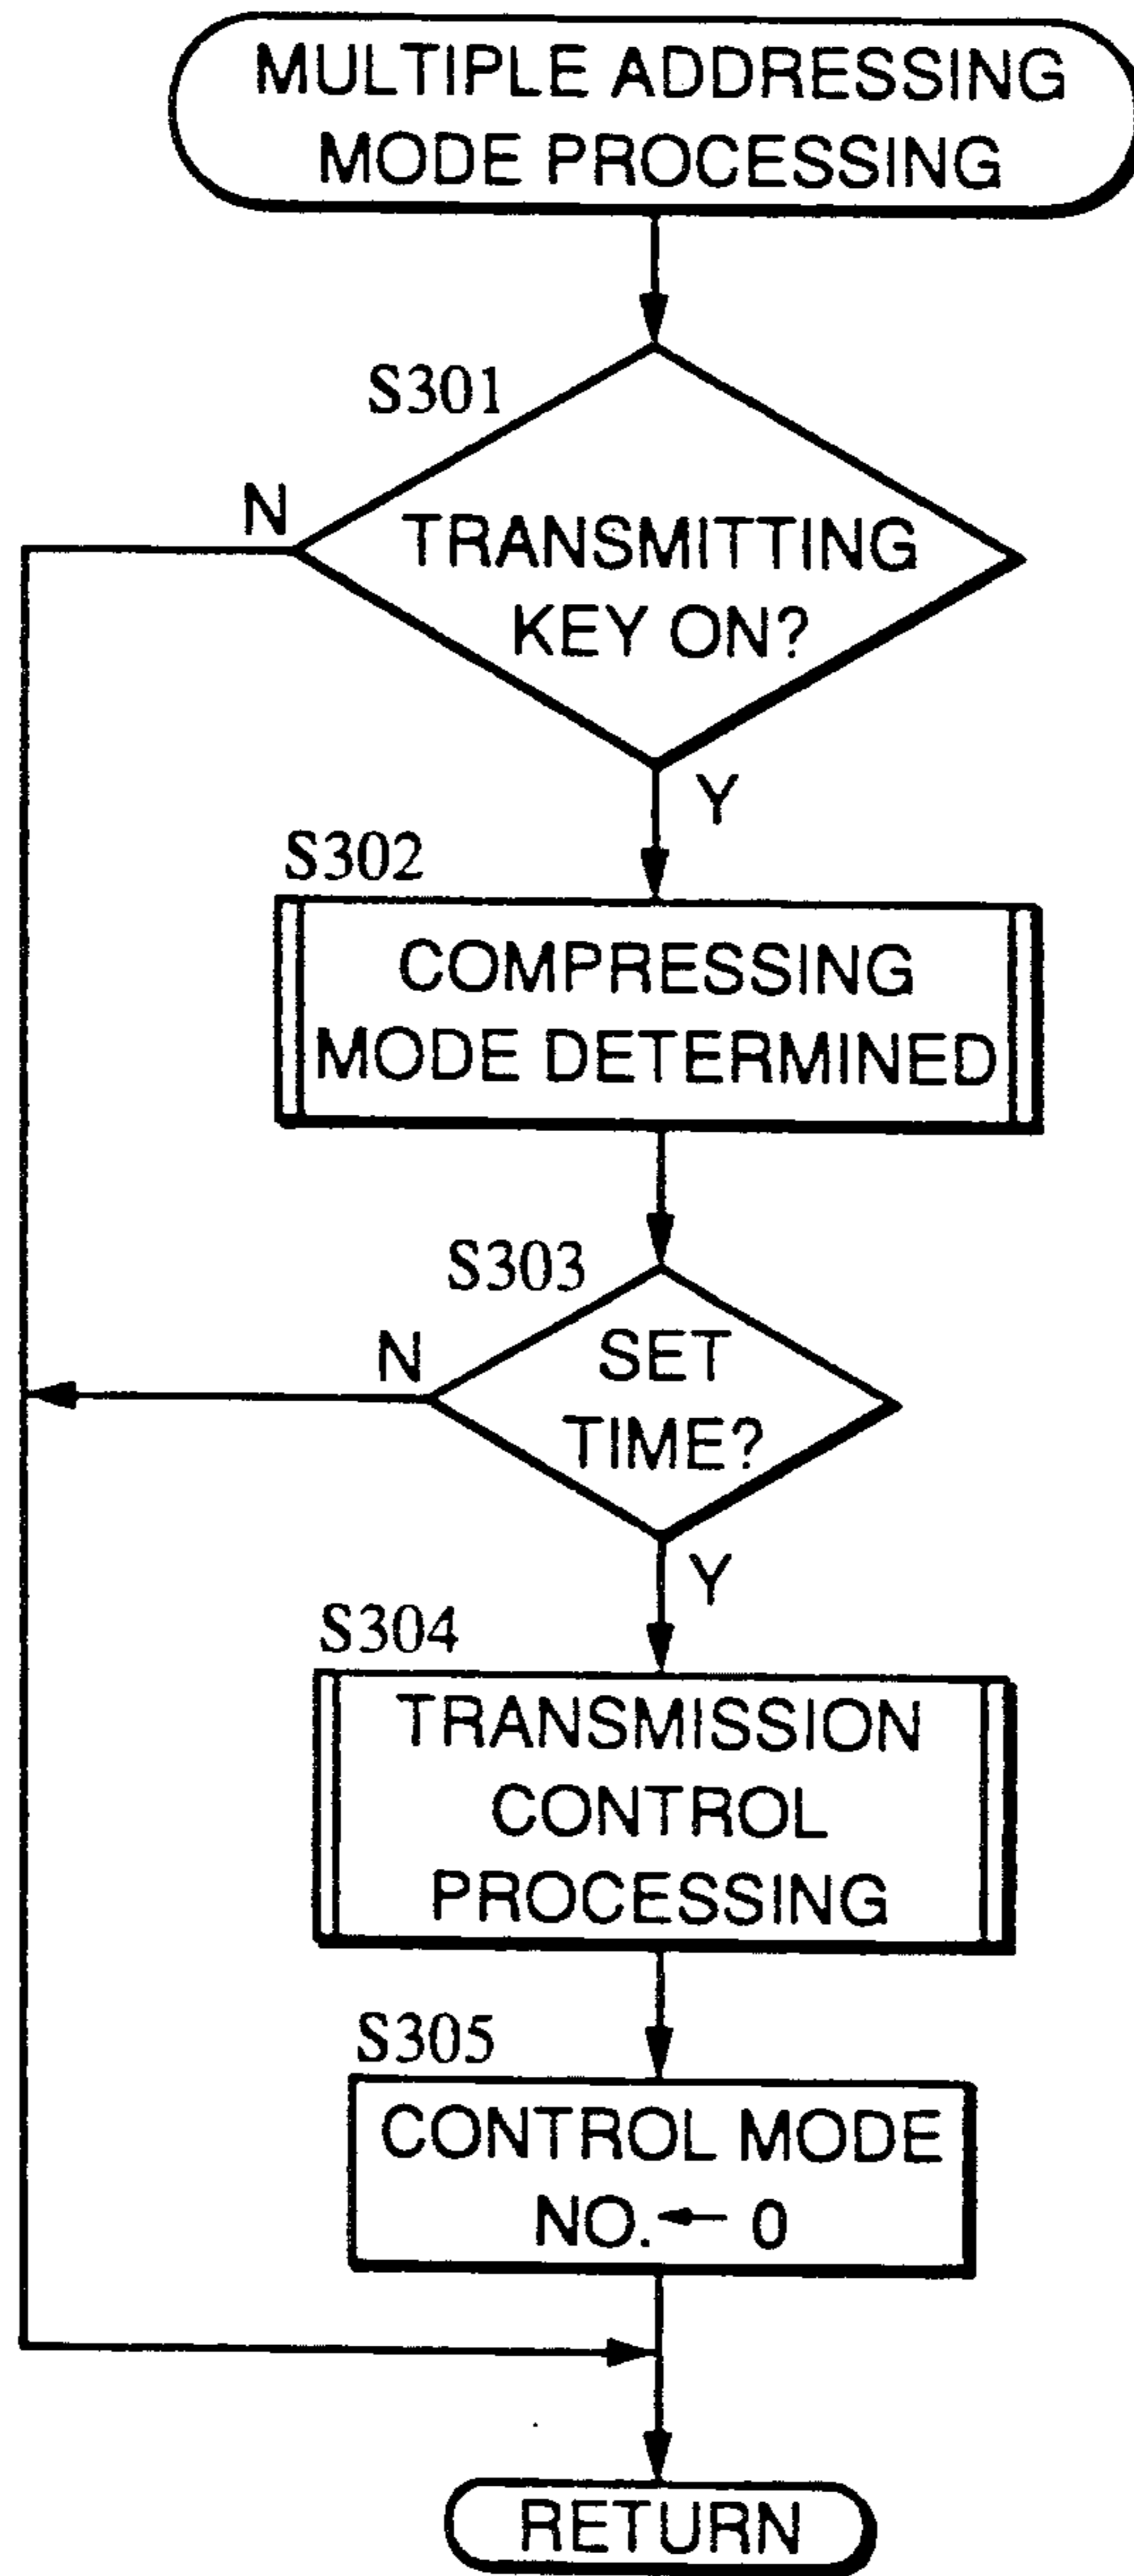 MULTIPLE ADDRESSING
MODE PROCESSING
S301
N
TRANSMITTING
KEY ON?
Y
S302
COMPRESSING
MODE DETERMINED
S303
N
SET
TIME?
Y
S304
TRANSMISSION
CONTROL
PROCESSING
S305
CONTROL MODE
NO. ← 0
RETURN